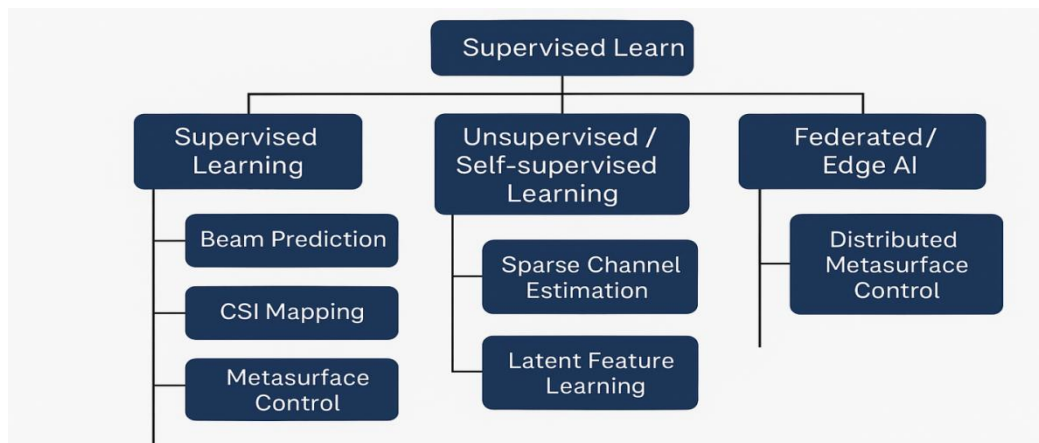 Supervised Learn
Supervised
Learning
Unsupervised /
Self-supervised
Learning
Federated/
Edge AI
Beam Prediction
CSI Mapping
Metasurface
Control
Sparse Channel
Estimation
Latent Feature
Learning
Distributed
Metasurface
Control